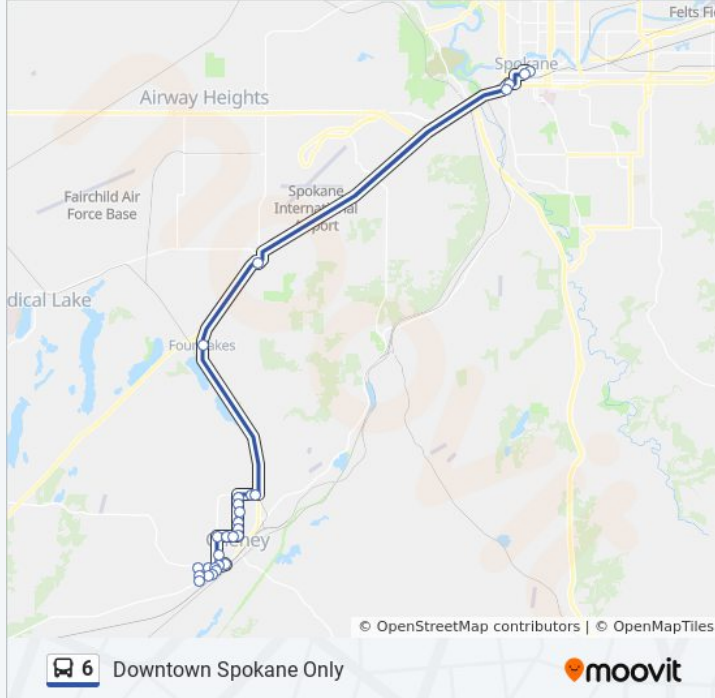 Felts Fi
Spokane
Airway Heights
Fairchild Air
Force Base
Spokane
International
Airport
dical Lake
Four Lakes
Cheney
© OpenStreetMap contributors | © OpenMapTiles
6 Downtown Spokane Only
moovit